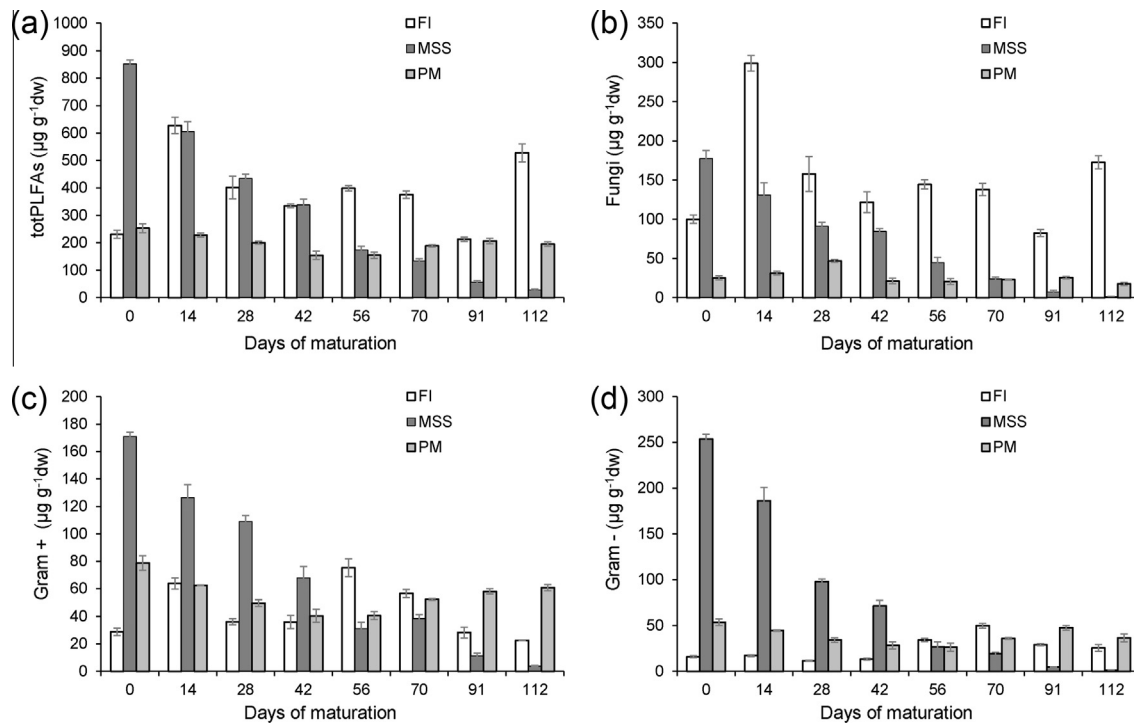 (a)
1000
900
800
700
600
500
400
300
200
100
0
totPLFAs (µg g⁻¹dw)
FI
MSS
PM
0 14 28 42 56 70 91 112
Days of maturation
(b)
350
300
250
200
150
100
50
0
Fungi (µg g⁻¹dw)
FI
MSS
PM
0 14 28 42 56 70 91 112
Days of maturation
(c)
200
180
160
140
120
100
80
60
40
20
0
Gram + (µg g⁻¹dw)
FI
MSS
PM
0 14 28 42 56 70 91 112
Days of maturation
(d)
300
250
200
150
100
50
0
Gram - (µg g⁻¹dw)
FI
MSS
PM
0 14 28 42 56 70 91 112
Days of maturation